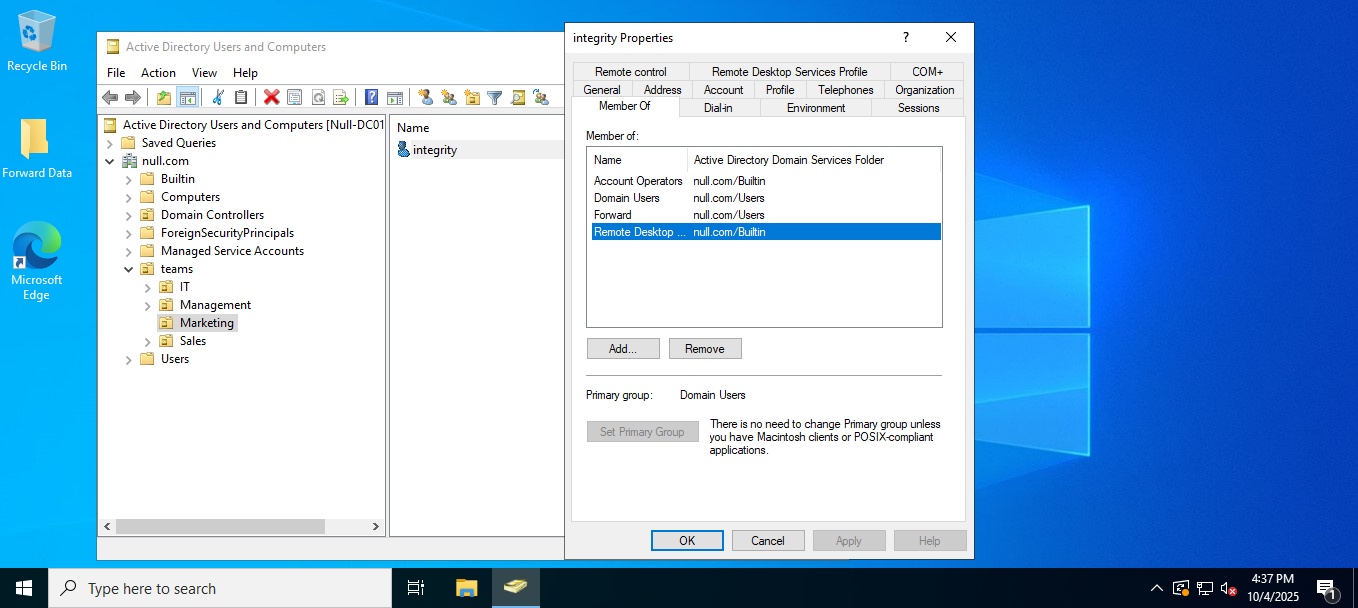 Recycle Bin
Forward Data
Microsoft
Edge
Active Directory Users and Computers
File Action View Help
Active Directory Users and Computers [Null-DC01
Saved Queries
null.com
Builtin
Computers
Domain Controllers
ForeignSecurityPrincipals
Managed Service Accounts
teams
IT
Management
Marketing
Sales
Users
Name
integrity
integrity Properties
?
Remote control Remote Desktop Services Profile COM+
General Address Account Profile Telephones Organization
Member Of Dial-in Environment Sessions
Member of:
Name Active Directory Domain Services Folder
Account Operators null.com/Builtin
Domain Users null.com/Users
Forward null.com/Users
Remote Desktop ... null.com/Builtin
Add... Remove
Primary group: Domain Users
Set Primary Group
There is no need to change Primary group unless
you have Macintosh clients or POSIX-compliant
applications.
OK Cancel Apply Help
Type here to search
4:37 PM
10/4/2025
1